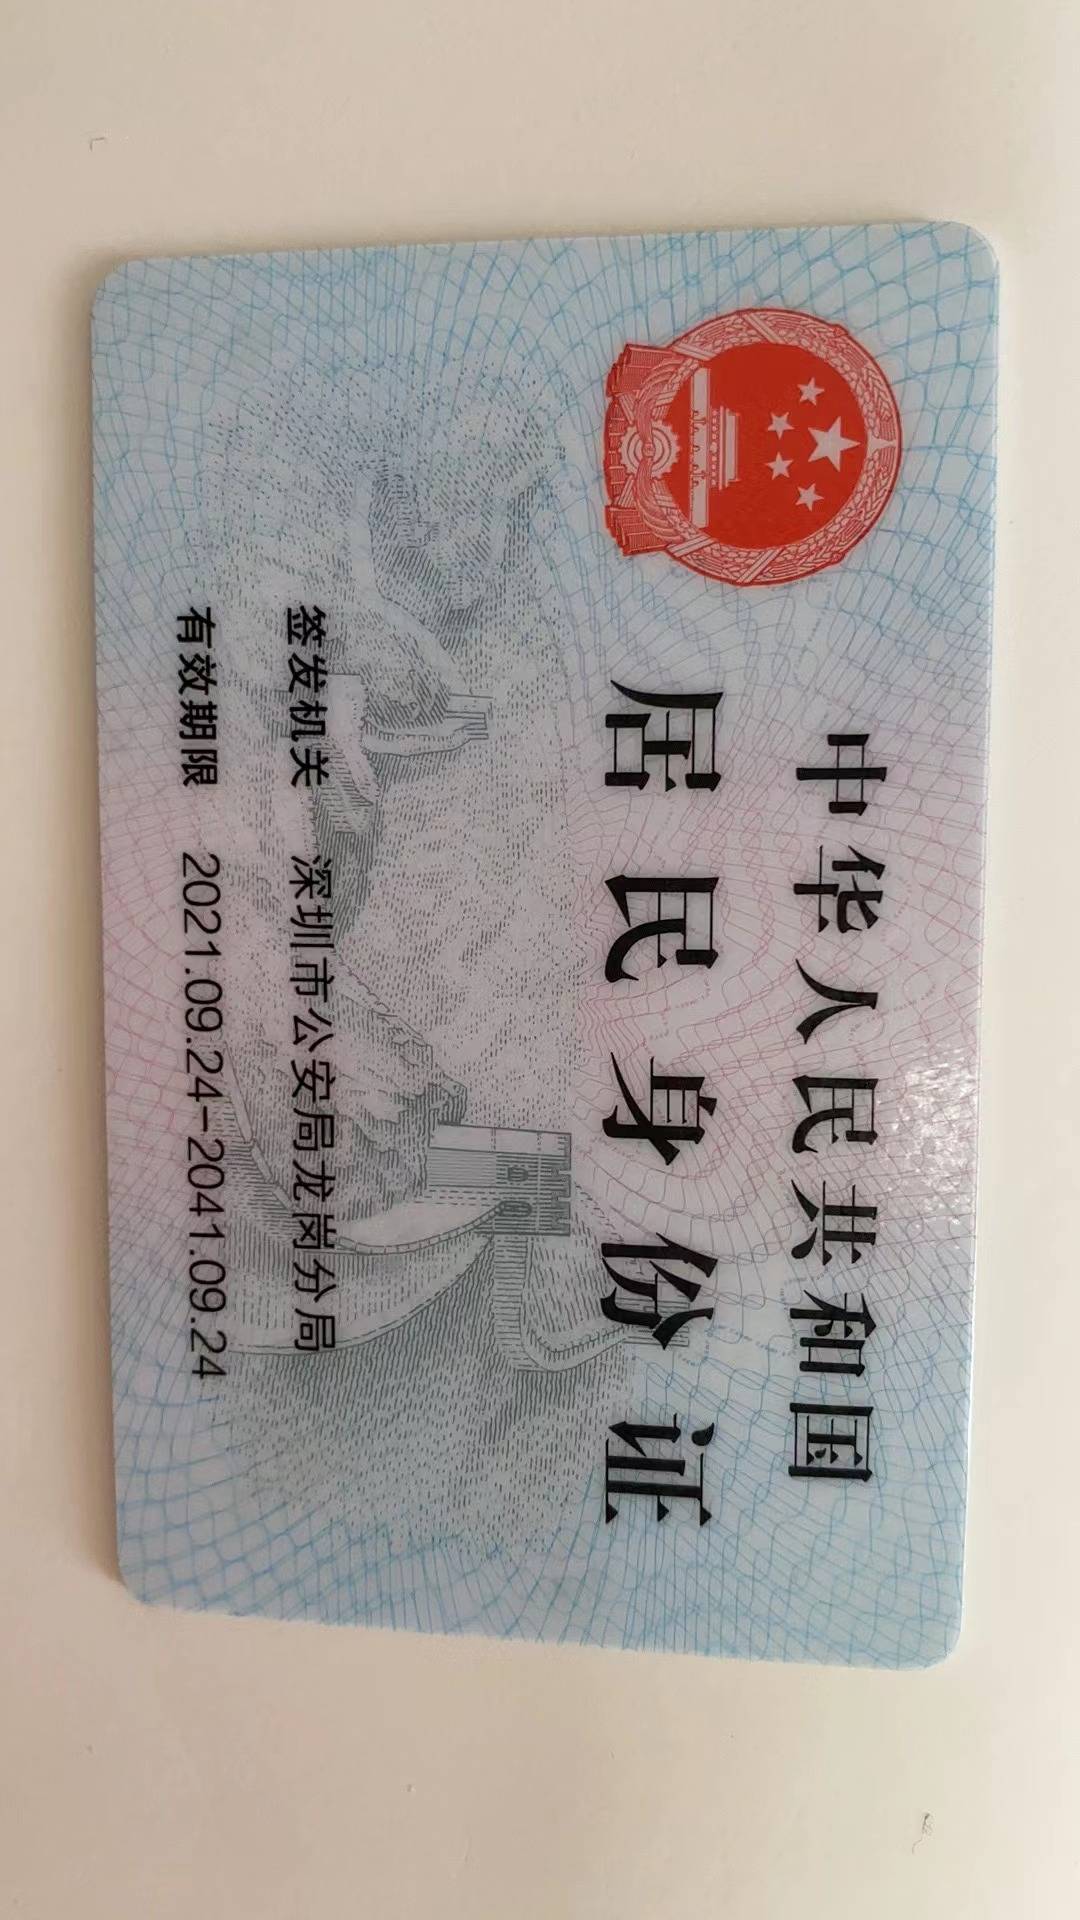 中华人民共和国
居民身份证
签发机关 深圳市公安局龙岗分局
有效期限 2021.09.24-2041.09.24